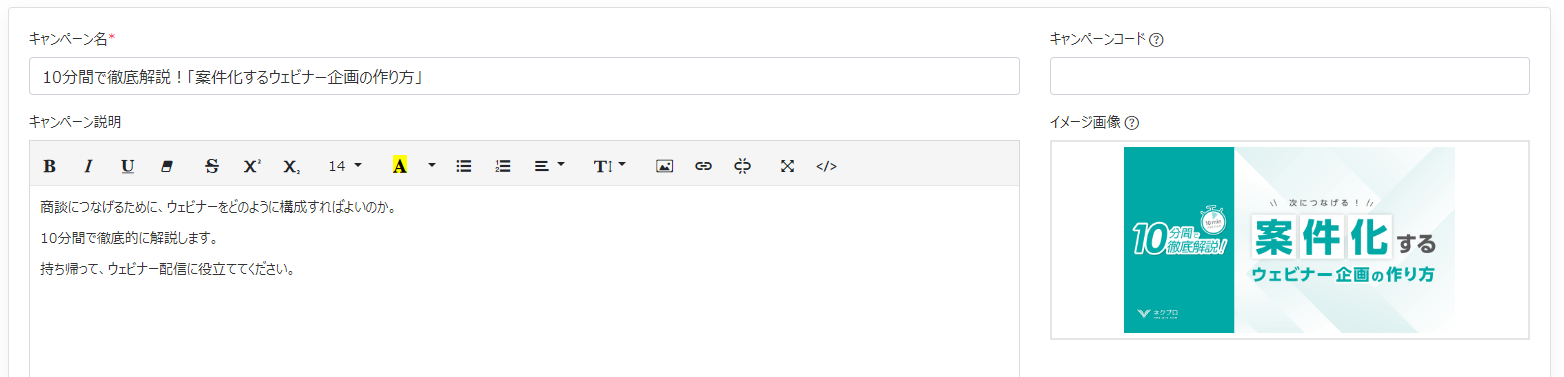 キャンペーン名*
10分間で徹底解説！「案件化するウェビナー企画の作り方」
キャンペーン説明
B I U S X² X₂ 14 A T </>
商談につなげるために、ウェビナーをどのように構成すればよいのか。
10分間で徹底的に解説します。
持ち帰って、ウェビナー配信に役立ててください。
キャンペーンコード ?
イメージ画像 ?
10分間で
徹底解説!
10min
次につなげる！
案件化する
ウェビナー企画の作り方
ネクプロ